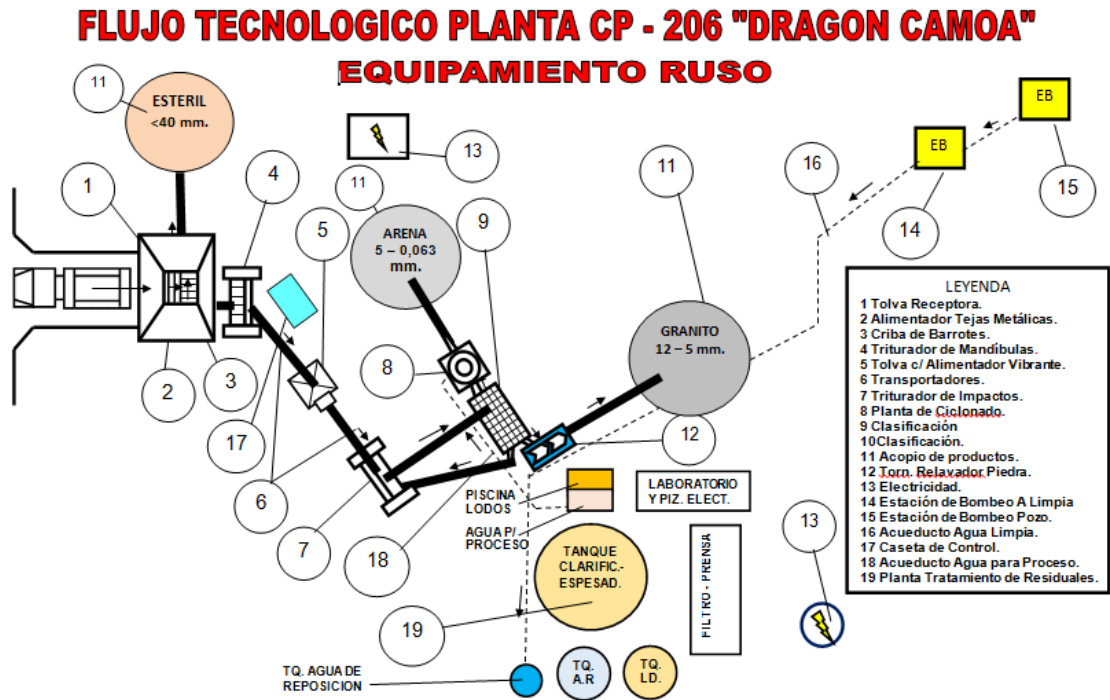 FLUJO TECNOLOGICO PLANTA CP - 206 "DRAGON CAMOA"
EQUIPAMIENTO RUSO
11
ESTERIL
<40 mm.
1
4
13
5
11
ARENA
5 – 0,063
mm.
9
11
16
EB
EB
15
14
GRANITO
12 – 5 mm.
2
3
17
8
12
6
7
18
PISCINA
LODOS
AGUA P/
PROCESO
LABORATORIO
Y PIZ. ELECT.
TANQUE
CLARIFIC.-
ESPESAD.
FILTRO - PRENSA
13
19
TQ. AGUA DE
REPOSICION
TQ.
A.R
TQ.
LD.
LEYENDA
1 Tolva Receptora.
2 Alimentador Tejas Metálicas.
3 Criba de Barrotes.
4 Triturador de Mandíbulas.
5 Tolva c/ Alimentador Vibrante.
6 Transportadores.
7 Triturador de Impactos.
8 Planta de Ciclonado.
9 Clasificación
10Clasificación.
11 Acopio de productos.
12 Torn. Relavador Piedra.
13 Electricidad.
14 Estación de Bombeo A Limpia
15 Estación de Bombeo Pozo.
16 Acueducto Agua Limpia.
17 Caseta de Control.
18 Acueducto Agua para Proceso.
19 Planta Tratamiento de Residuales.